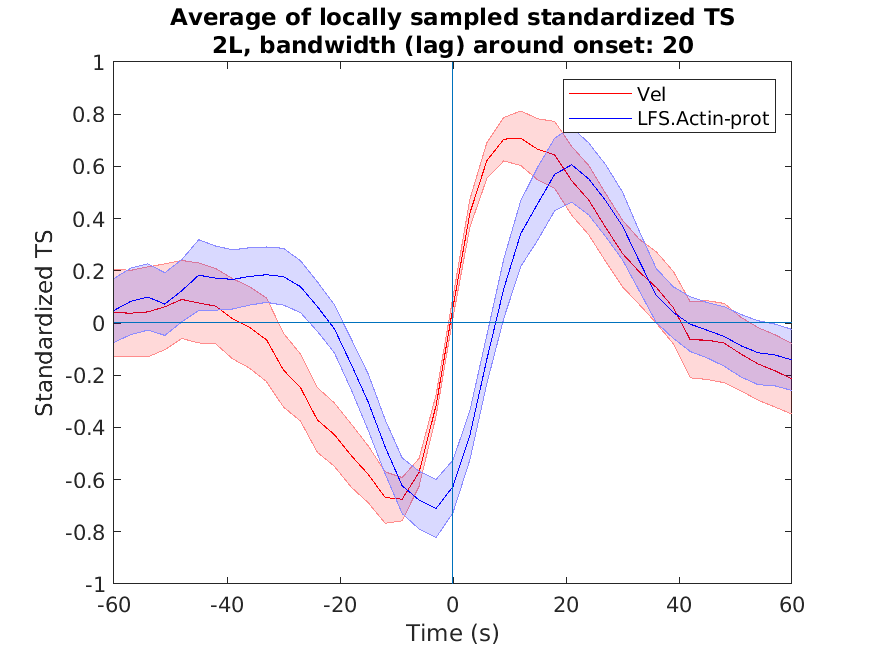 Average of locally sampled standardized TS
2L, bandwidth (lag) around onset: 20
Vel
LFS.Actin-prot
Standardized TS
1
0.8
0.6
0.4
0.2
0
-0.2
-0.4
-0.6
-0.8
-1
-60 -40 -20 0 20 40 60
Time (s)